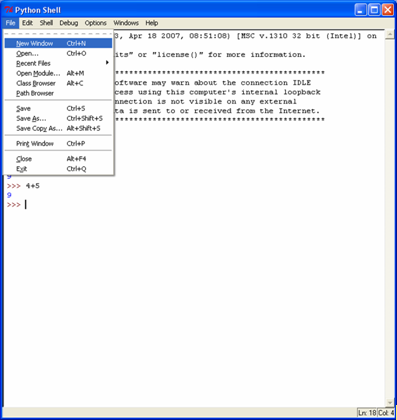 Python Shell
File Edit Shell Debug Options Windows Help
New Window Ctrl+N
Open... Ctrl+O
Recent Files
Open Module... Alt+M
Class Browser Alt+C
Path Browser
Save Ctrl+S
Save As... Ctrl+Shift+S
Save Copy As... Alt+Shift+S
Print Window Ctrl+P
Close Alt+F4
Exit Ctrl+Q
3, Apr 18 2007, 08:51:08) [MSC v.1310 32 bit (Intel)] on
its" or "license()" for more information.
****************************************************
oftware may warn about the connection IDLE
ocess using this computer's internal loopback
onnection is not visible on any external
ta is sent to or received from the Internet.
****************************************************
9
>>> 4+5
9
>>>
Ln: 18 Col: 4